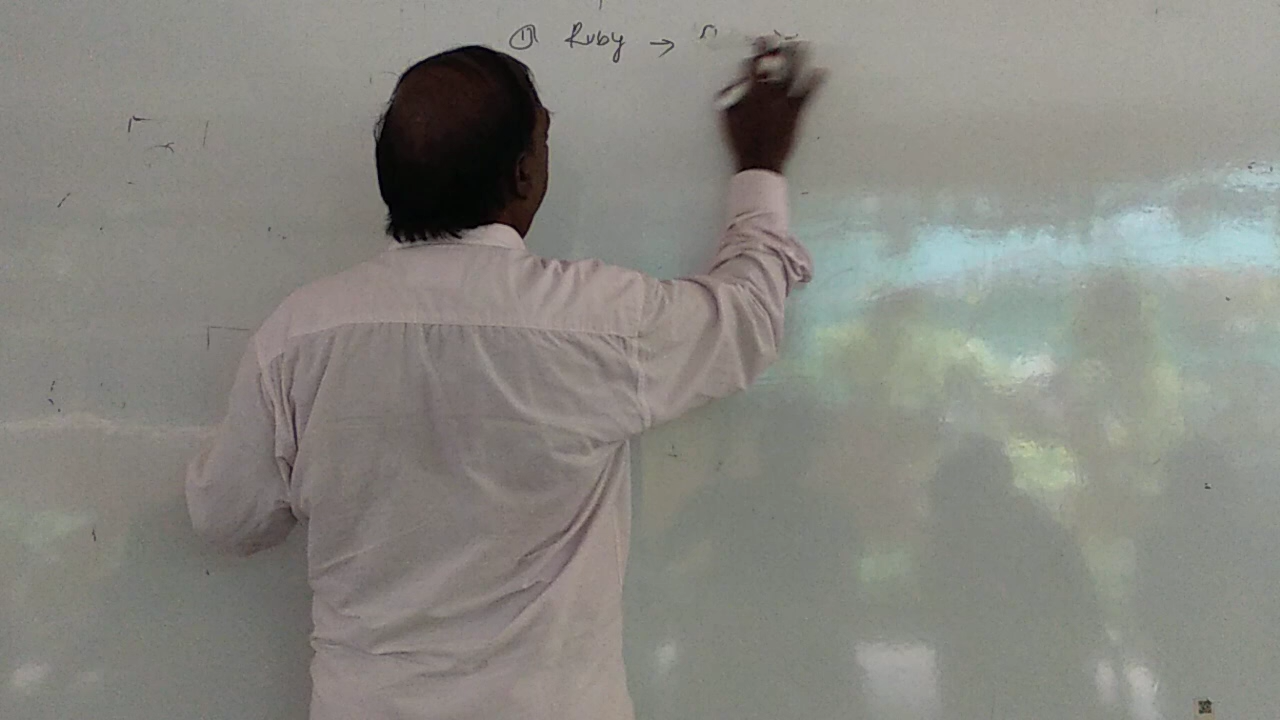 ① Ruby →